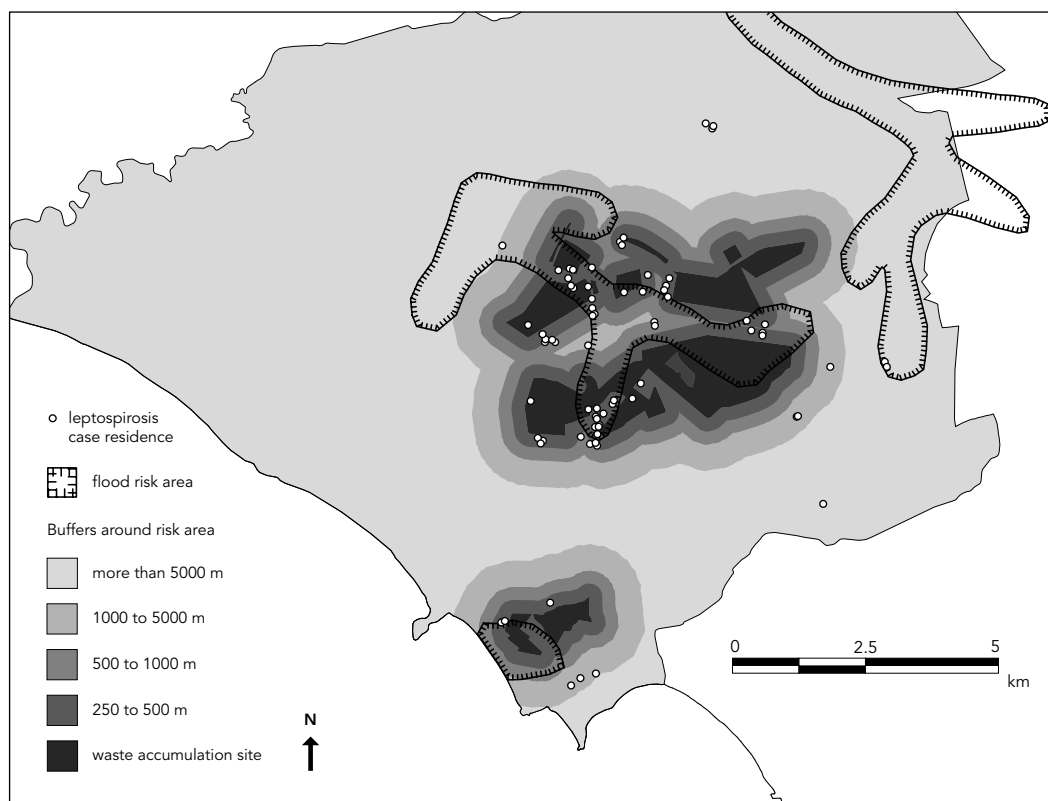 leptospirosis
case residence
flood risk area
Buffers around risk area
more than 5000 m
1000 to 5000 m
500 to 1000 m
250 to 500 m
waste accumulation site
N
0 2.5 5
km